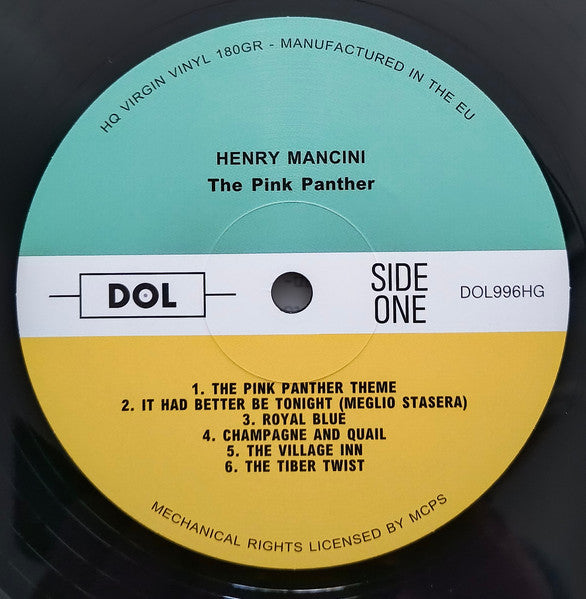 HQ VIRGIN VINYL 180GR - MANUFACTURED IN THE EU
HENRY MANCINI
The Pink Panther
DOL
SIDE
ONE
DOL996HG
1. THE PINK PANTHER THEME
2. IT HAD BETTER BE TONIGHT (MEGLIO STASERA)
3. ROYAL BLUE
4. CHAMPAGNE AND QUAIL
5. THE VILLAGE INN
6. THE TIBER TWIST
MECHANICAL RIGHTS LICENSED BY MCPS